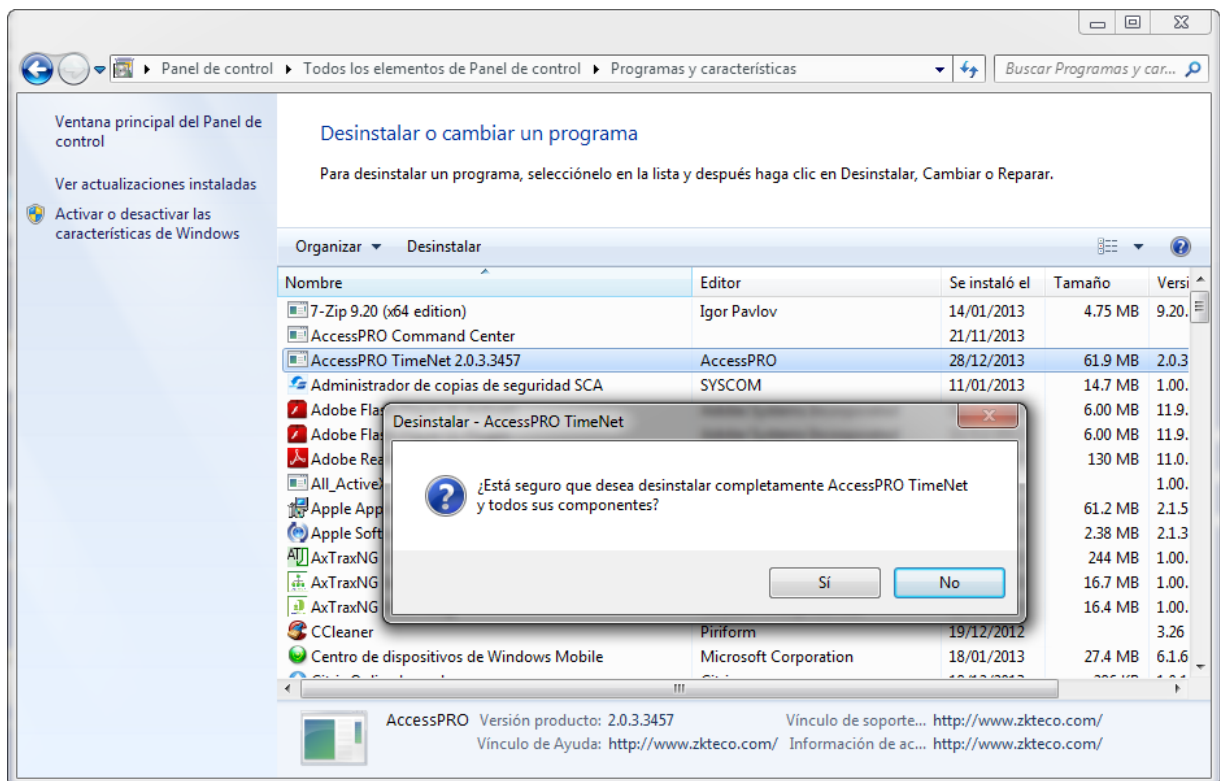 Panel de control ▸ Todos los elementos de Panel de control ▸ Programas y características
Buscar Programas y car...
Ventana principal del Panel de
control
Ver actualizaciones instaladas
Activar o desactivar las
características de Windows
Desinstalar o cambiar un programa
Para desinstalar un programa, selecciónelo en la lista y después haga clic en Desinstalar, Cambiar o Reparar.
Organizar Desinstalar
Nombre Editor Se instaló el Tamaño Versi
7-Zip 9.20 (x64 edition) Igor Pavlov 14/01/2013 4.75 MB 9.20.
AccessPRO Command Center 21/11/2013
AccessPRO TimeNet 2.0.3.3457 AccessPRO 28/12/2013 61.9 MB 2.0.3
Administrador de copias de seguridad SCA SYSCOM 11/01/2013 14.7 MB 1.00.
Adobe Fla 6.00 MB 11.9.
Adobe Fla 6.00 MB 11.9.
Adobe Rea 130 MB 11.0.
All_Active 1.00.
Apple App 61.2 MB 2.1.5
Apple Soft 2.38 MB 2.1.3
AxTraxNG 244 MB 1.00.
AxTraxNG 16.7 MB 1.00.
AxTraxNG 16.4 MB 1.00.
CCleaner Piriform 19/12/2012 3.26
Centro de dispositivos de Windows Mobile Microsoft Corporation 18/01/2013 27.4 MB 6.1.6
Desinstalar - AccessPRO TimeNet
¿Está seguro que desea desinstalar completamente AccessPRO TimeNet
y todos sus componentes?
Sí No
AccessPRO Versión producto: 2.0.3.3457 Vínculo de soporte... http://www.zkteco.com/
Vínculo de Ayuda: http://www.zkteco.com/ Información de ac... http://www.zkteco.com/